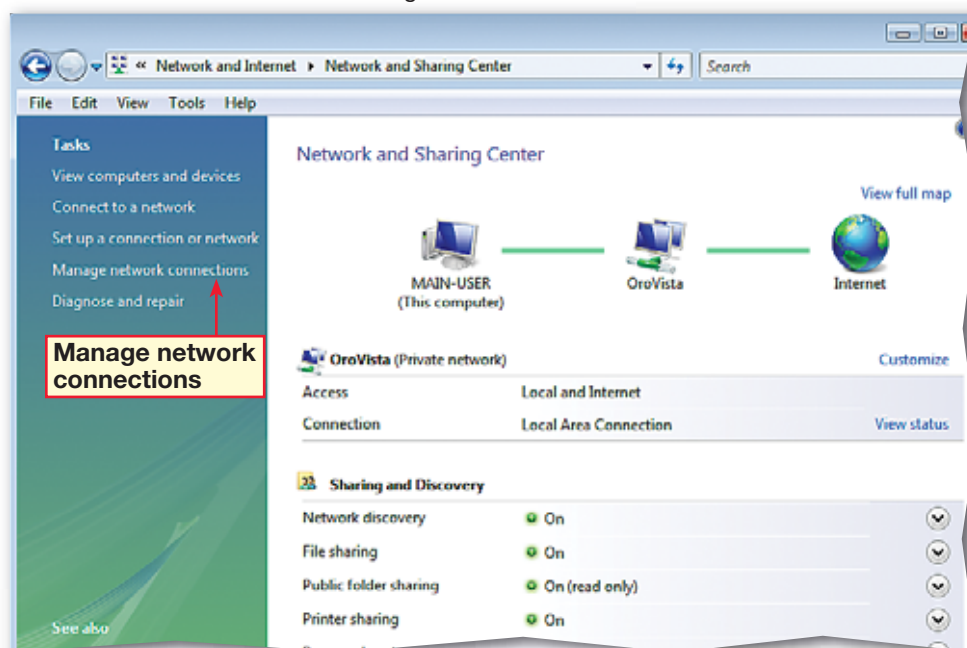 « Network and Internet ▸ Network and Sharing Center
Search
File Edit View Tools Help
Tasks
View computers and devices
Connect to a network
Set up a connection or network
Manage network connections
Diagnose and repair
Manage network
connections
See also
Network and Sharing Center
View full map
MAIN-USER
(This computer)
OroVista
Internet
OroVista (Private network)
Customize
Access Local and Internet
Connection Local Area Connection View status
Sharing and Discovery
Network discovery On
File sharing On
Public folder sharing On (read only)
Printer sharing On